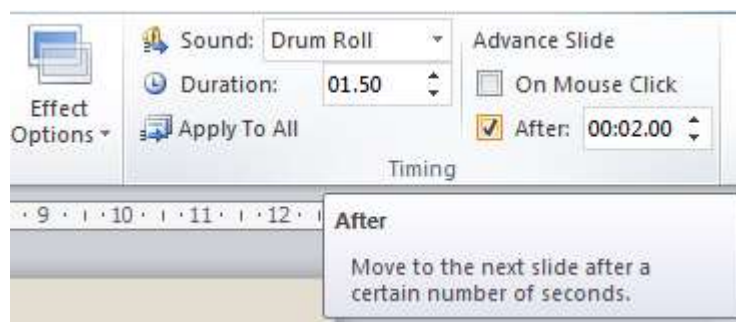 Effect
Options
Sound: Drum Roll
Duration: 01.50
Apply To All
Advance Slide
On Mouse Click
After: 00:02.00
Timing
· 9 · ı · 10 · ı · 11 · ı · 12 · ı
After
Move to the next slide after a
certain number of seconds.